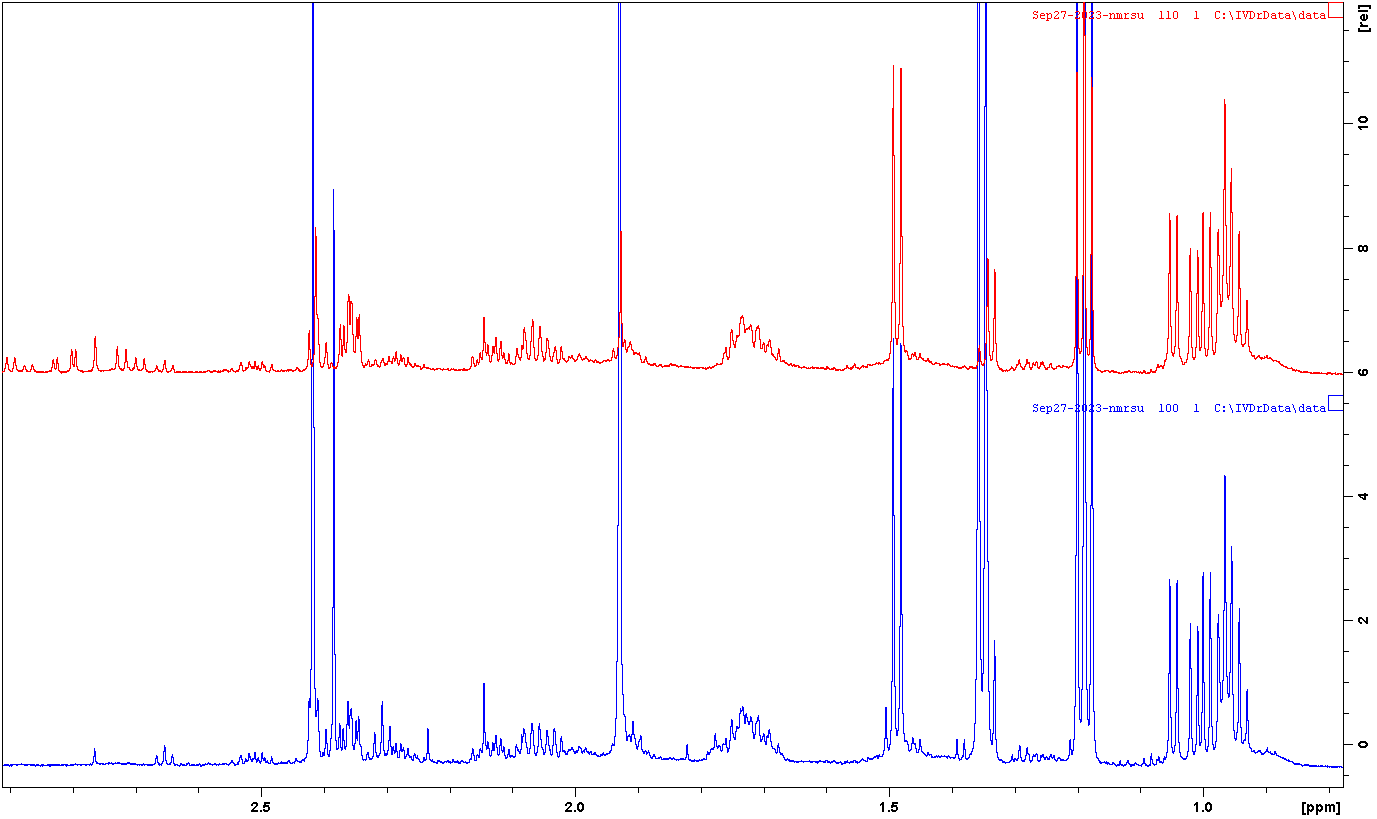 Sep27-2023-nmrsu 110 1 C:\IVDrData\data
[rel]
10
8
6
Sep27-2023-nmrsu 100 1 C:\IVDrData\data
4
2
0
2.5 2.0 1.5 1.0 [ppm]